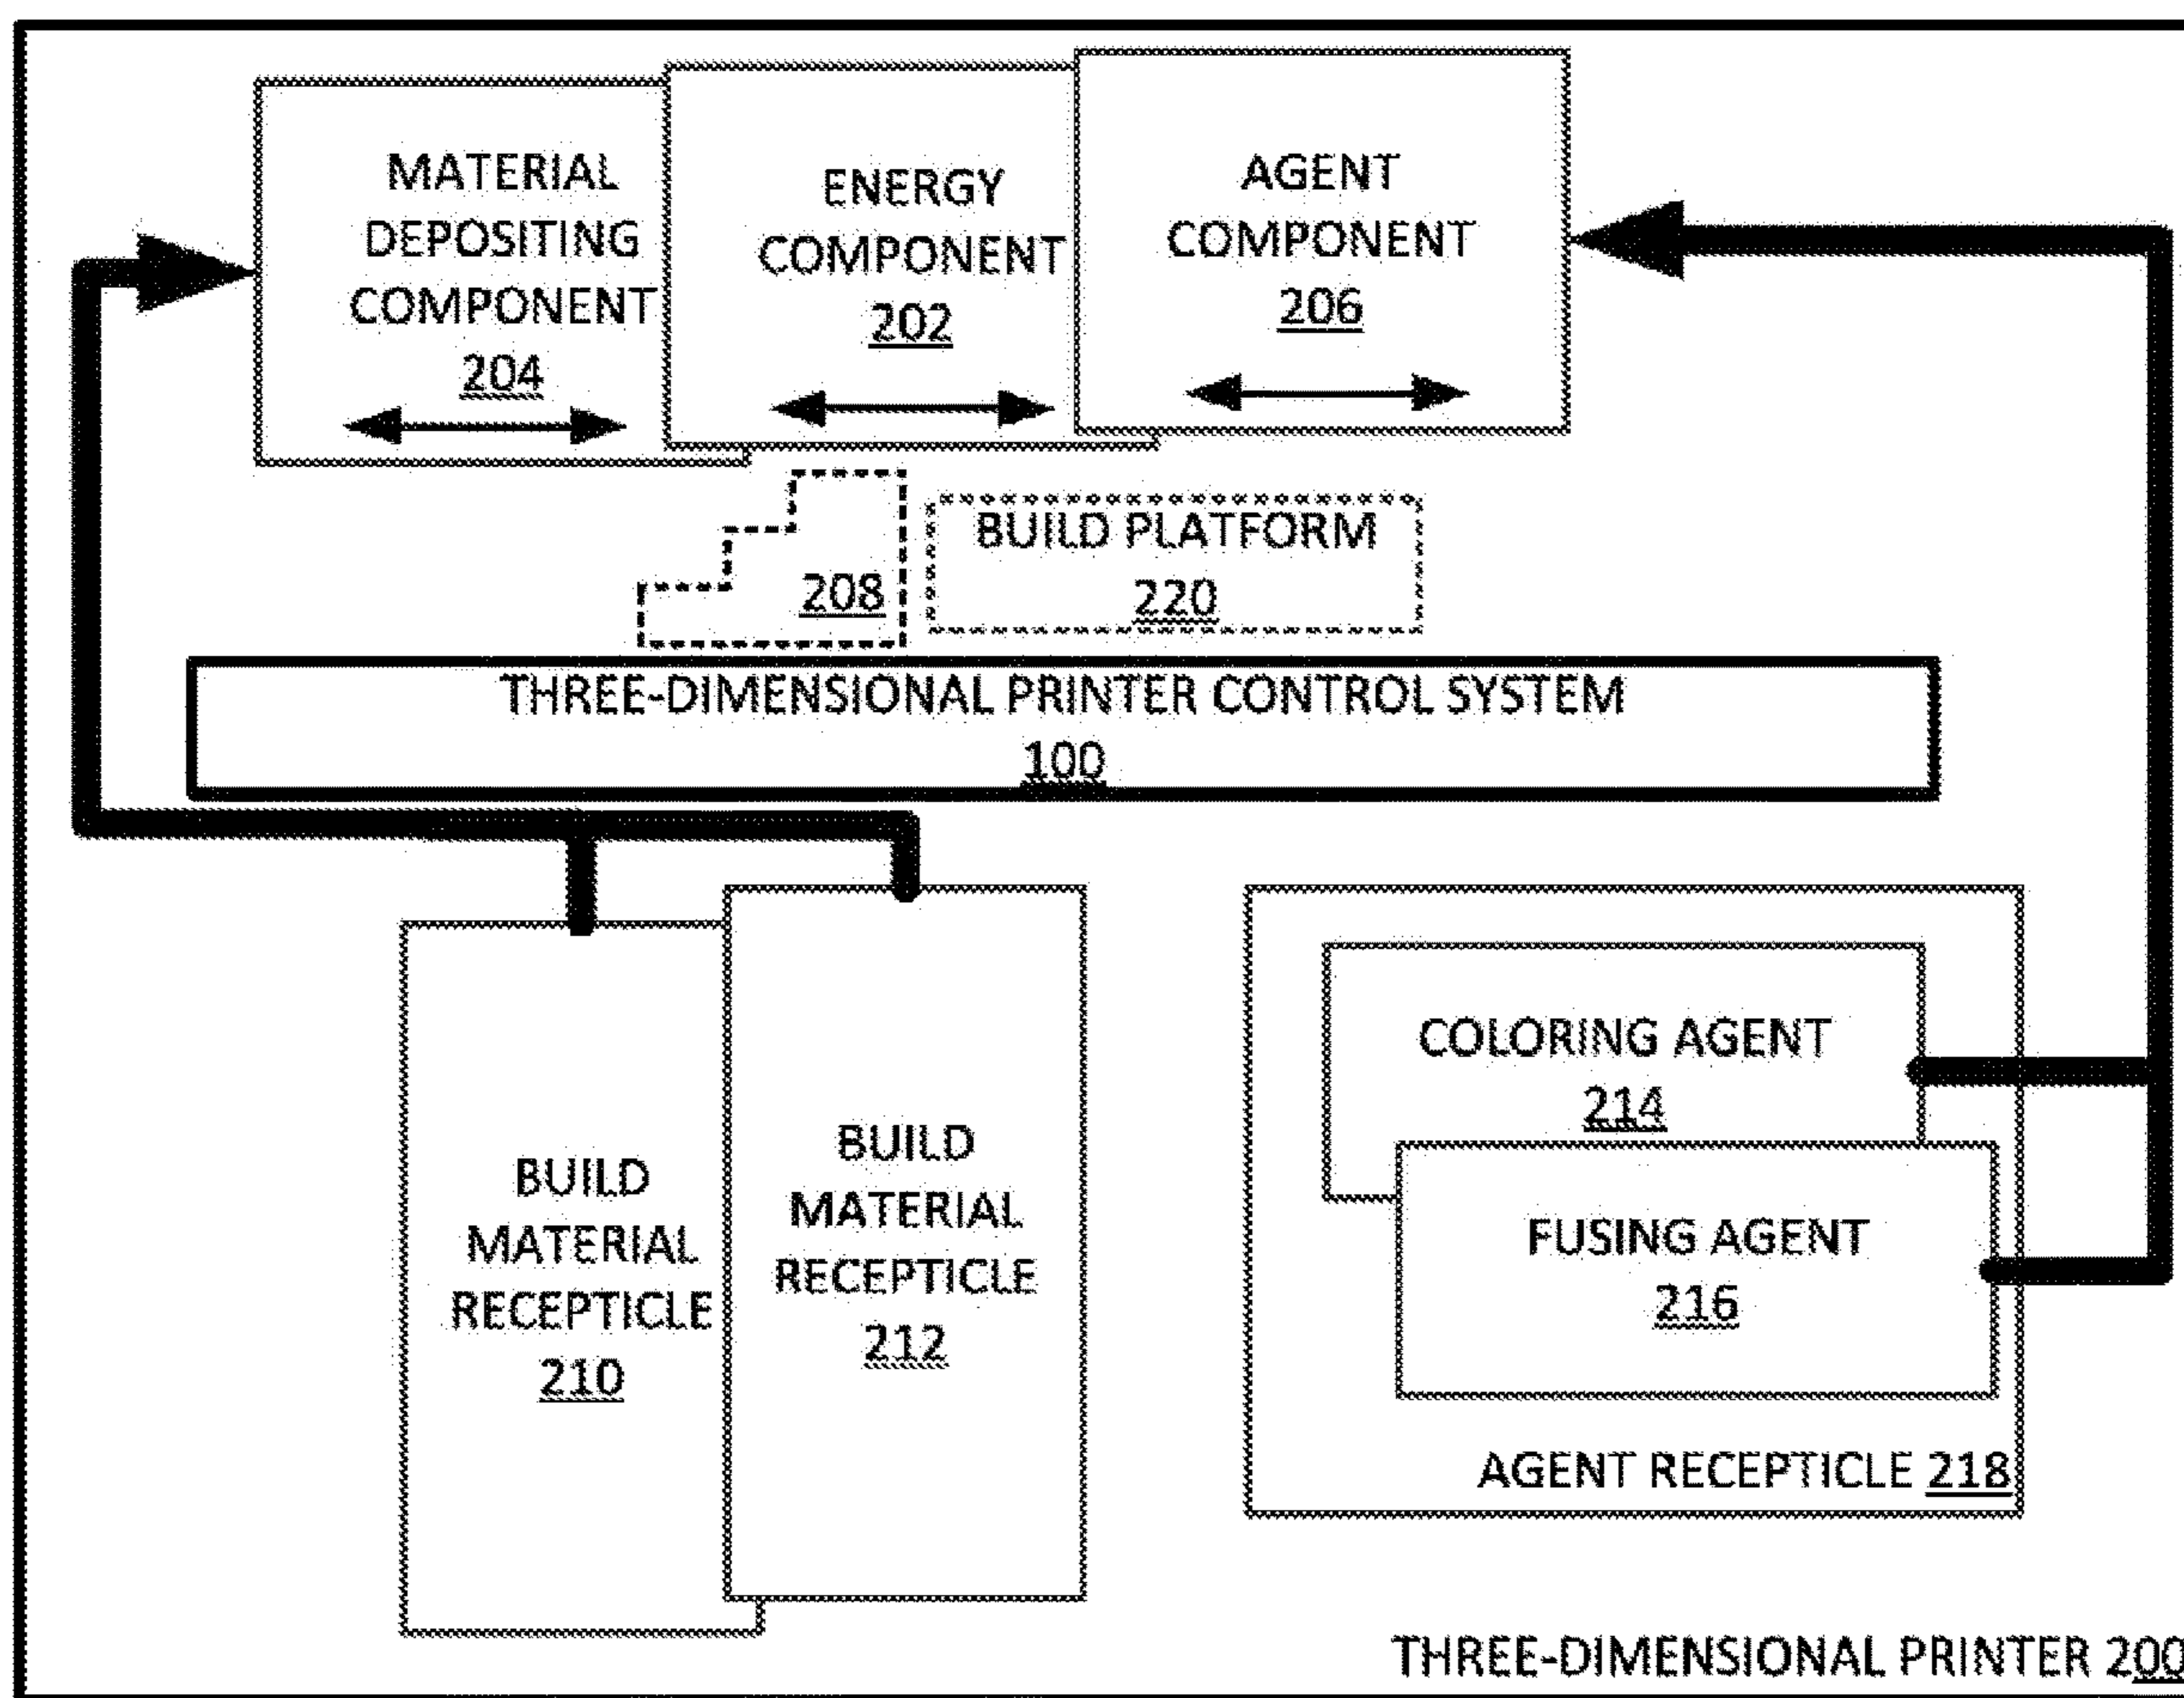 MATERIAL
DEPOSITING
COMPONENT
204
ENERGY
COMPONENT
202
AGENT
COMPONENT
206
208
BUILD PLATFORM
220
THREE-DIMENSIONAL PRINTER CONTROL SYSTEM
100
BUILD
MATERIAL
RECEPTICLE
210
BUILD
MATERIAL
RECEPTICLE
212
COLORING AGENT
214
FUSING AGENT
216
AGENT RECEPTICLE 218
THREE-DIMENSIONAL PRINTER 200